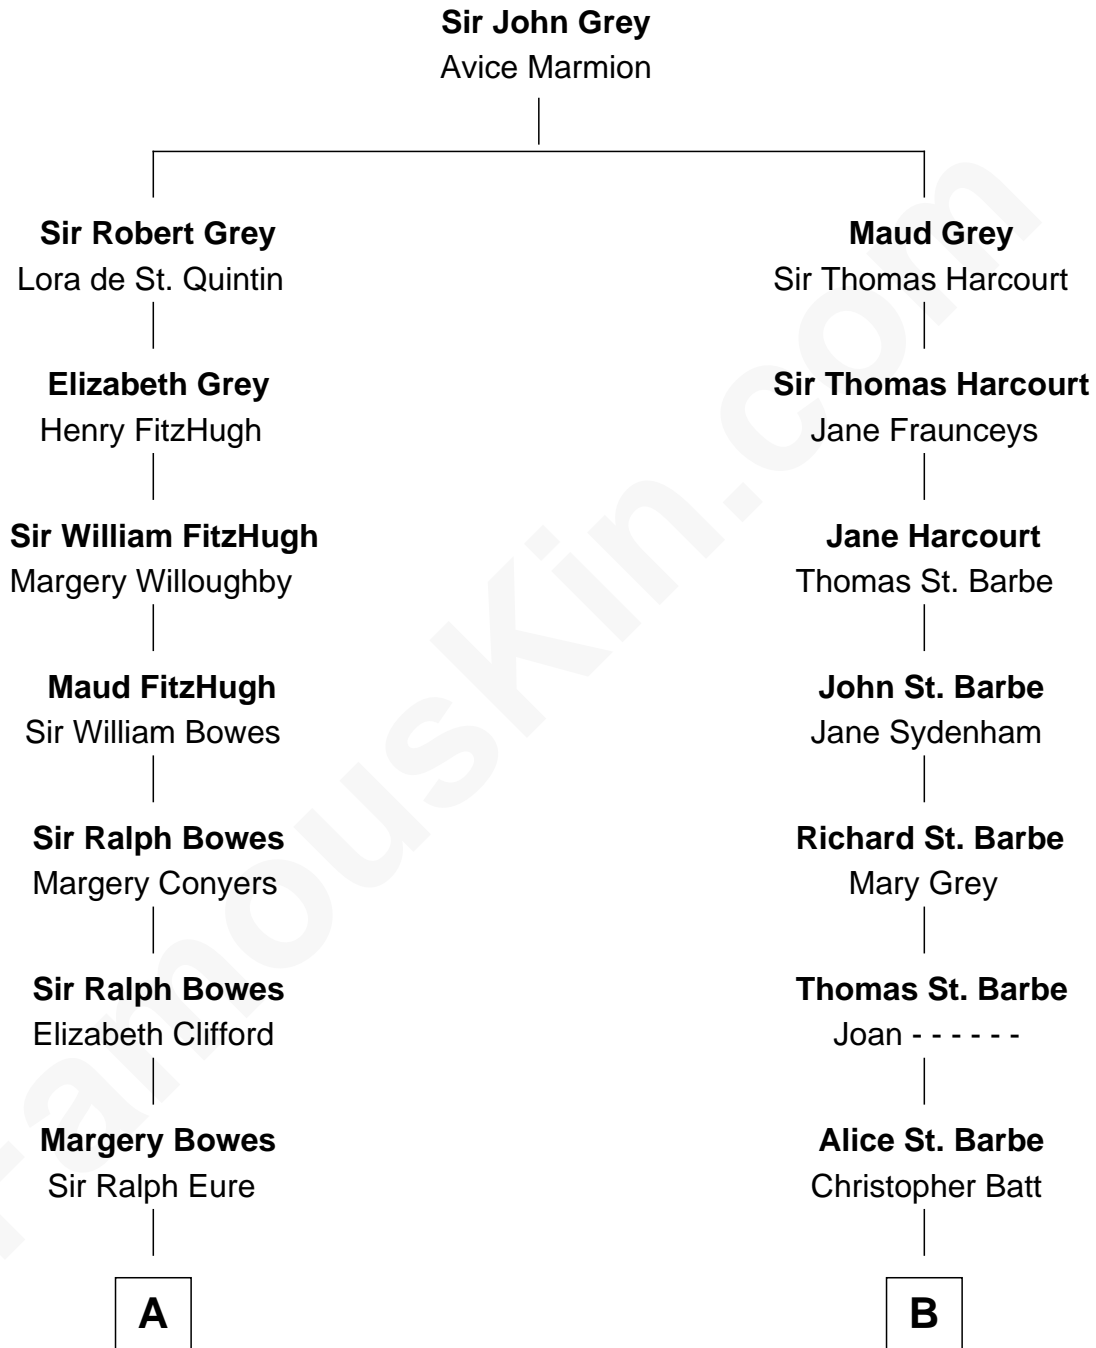 Sir John Grey
Avice Marmion
Sir Robert Grey
Lora de St. Quintin
Maud Grey
Sir Thomas Harcourt
Elizabeth Grey
Henry FitzHugh
Sir Thomas Harcourt
Jane Fraunceys
Sir William FitzHugh
Margery Willoughby
Jane Harcourt
Thomas St. Barbe
Maud FitzHugh
Sir William Bowes
John St. Barbe
Jane Sydenham
Sir Ralph Bowes
Margery Conyers
Richard St. Barbe
Mary Grey
Sir Ralph Bowes
Elizabeth Clifford
Thomas St. Barbe
Joan - - - - - -
Margery Bowes
Sir Ralph Eure
Alice St. Barbe
Christopher Batt
A
B
FamousKin.com